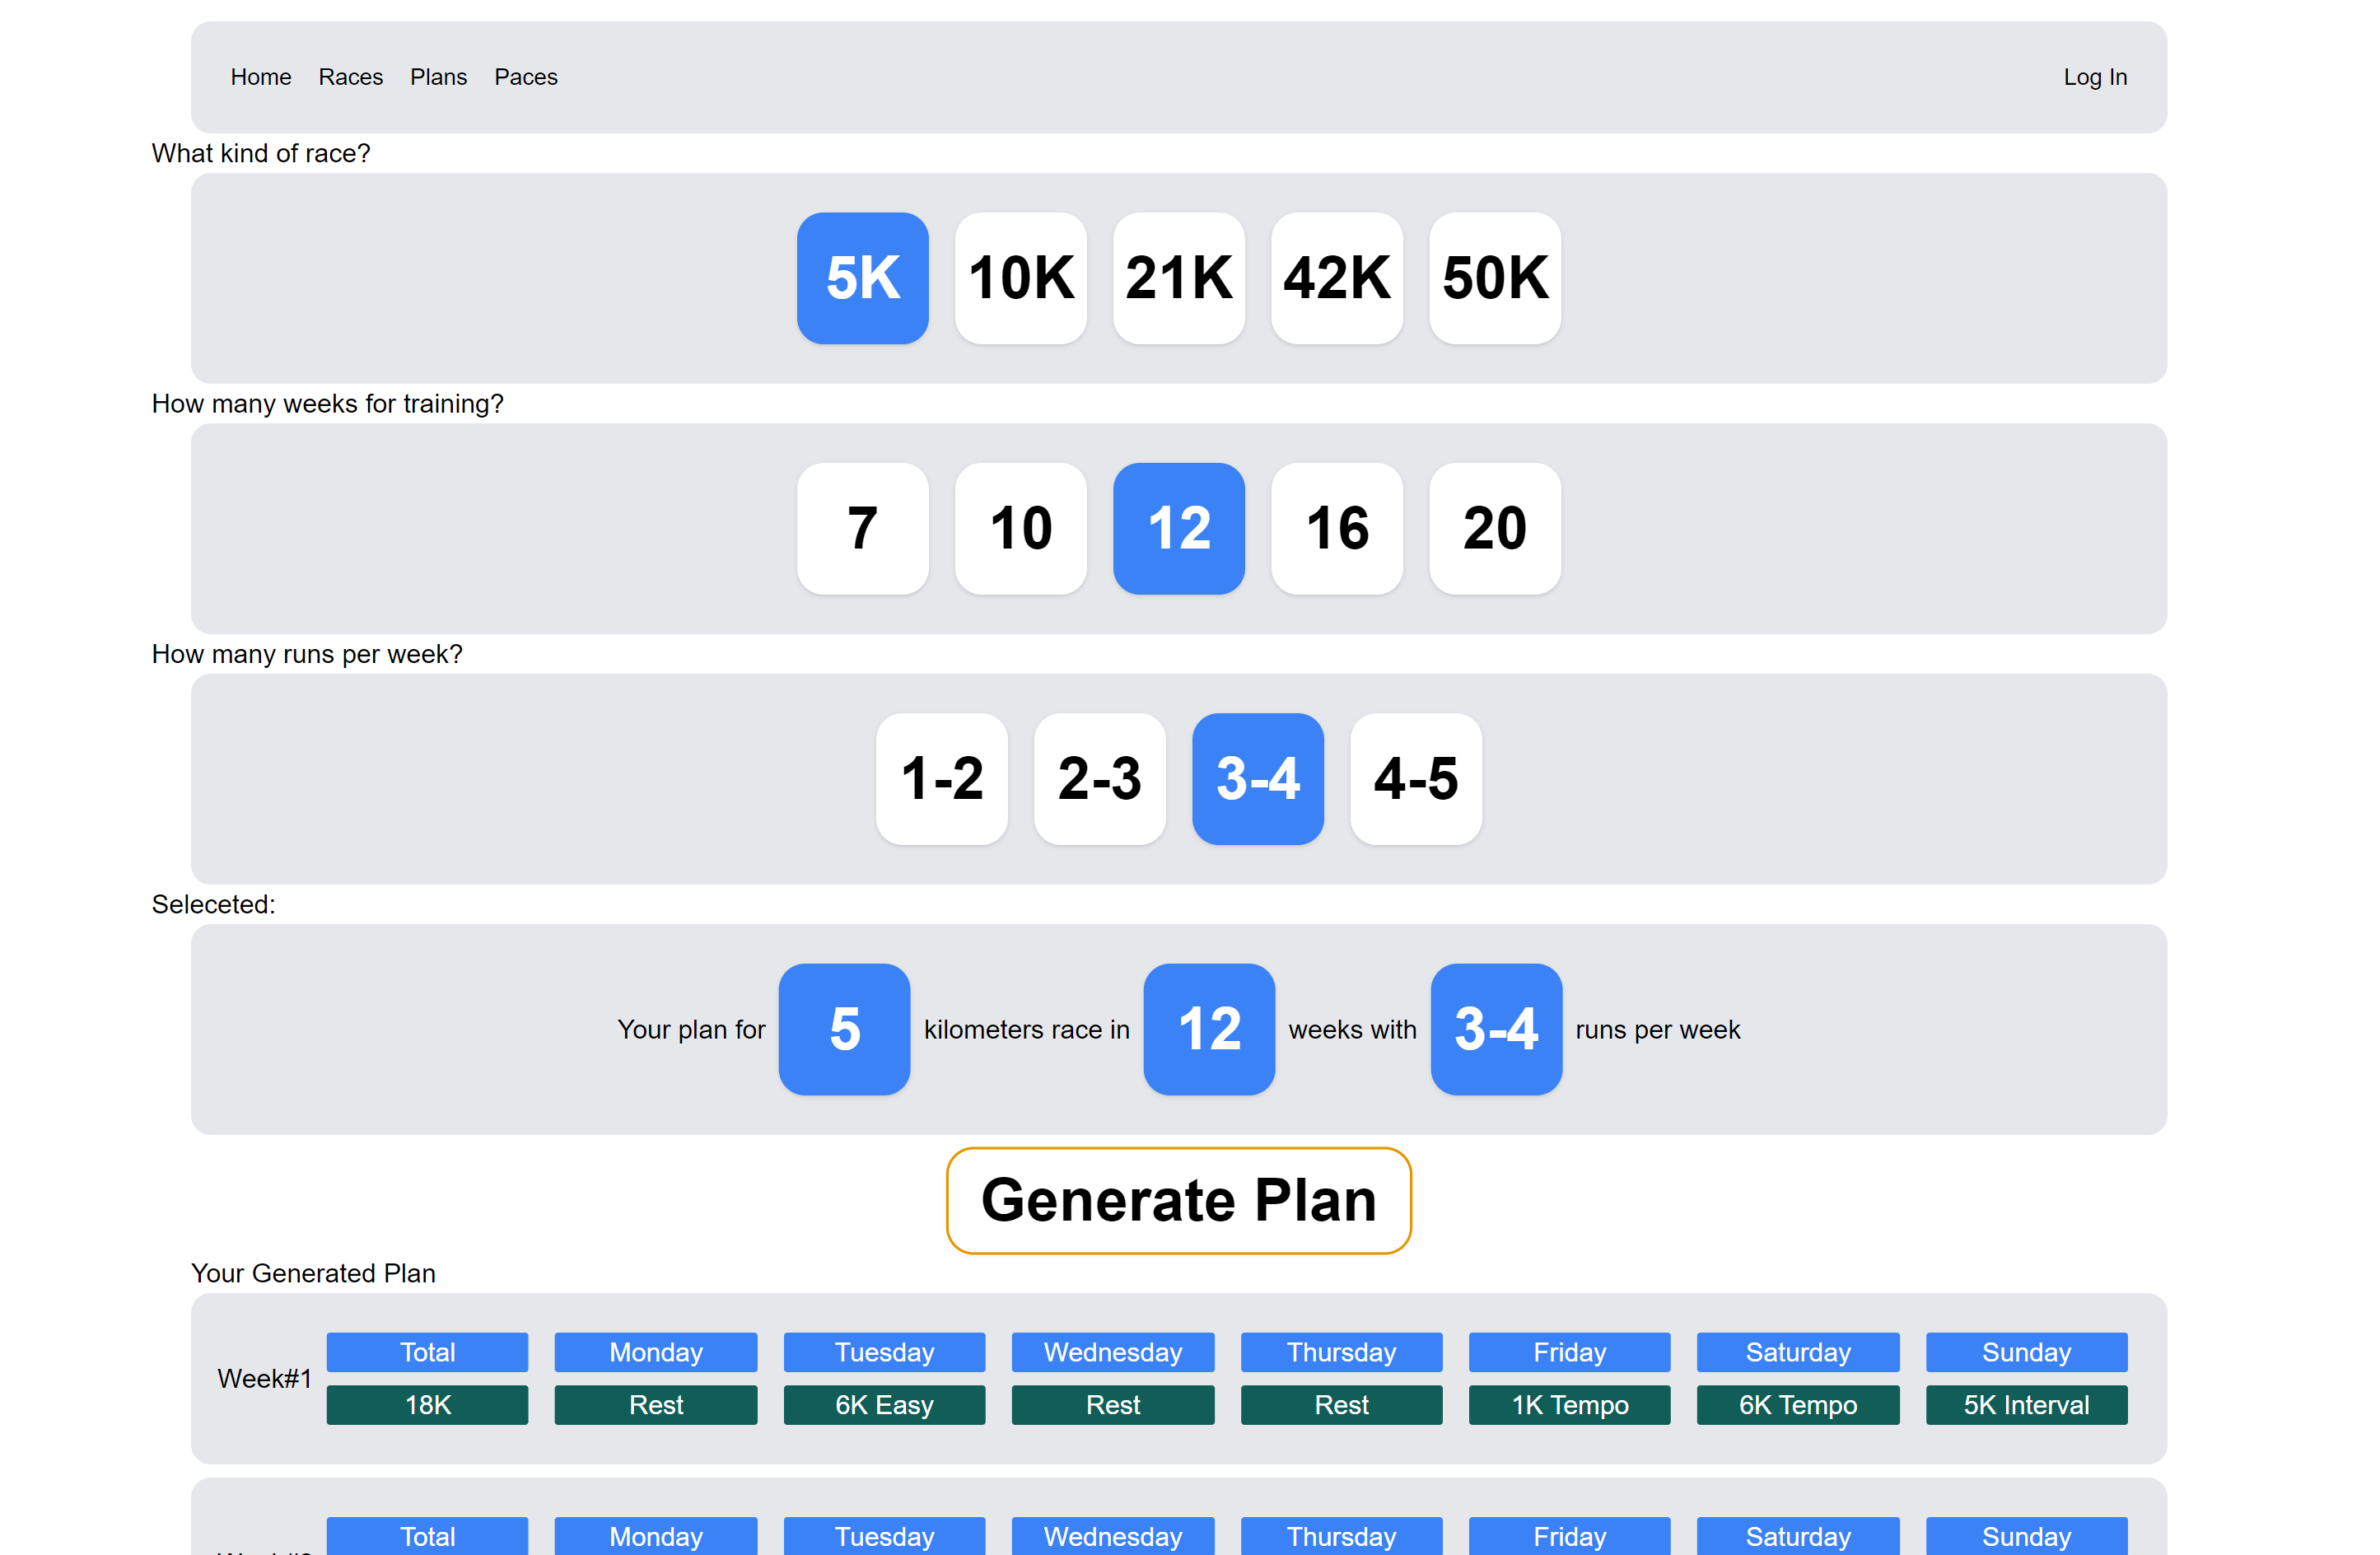 Home Races Plans Paces Log In
What kind of race?
5K 10K 21K 42K 50K
How many weeks for training?
7 10 12 16 20
How many runs per week?
1-2 2-3 3-4 4-5
Seleceted:
Your plan for 5 kilometers race in 12 weeks with 3-4 runs per week
Generate Plan
Your Generated Plan
Total Monday Tuesday Wednesday Thursday Friday Saturday Sunday
Week#1
18K Rest 6K Easy Rest Rest 1K Tempo 6K Tempo 5K Interval
Total Monday Tuesday Wednesday Thursday Friday Saturday Sunday